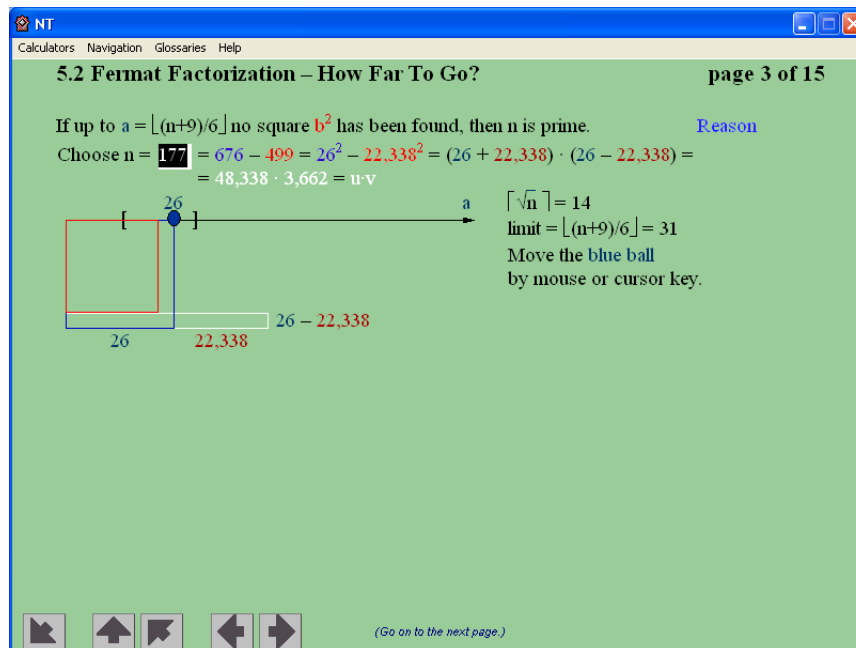 NT
Calculators Navigation Glossaries Help
5.2 Fermat Factorization – How Far To Go? page 3 of 15
If up to a = ⌊(n+9)/6⌋ no square b² has been found, then n is prime. Reason
Choose n = 177 = 676 – 499 = 26² – 22,338² = (26 + 22,338) · (26 – 22,338) =
= 48,338 · 3,662 = u·v
26 a ⌈√n ⌉ = 14
[ ] limit = ⌊(n+9)/6⌋ = 31
Move the blue ball
by mouse or cursor key.
26 – 22,338
26 22,338
(Go on to the next page.)